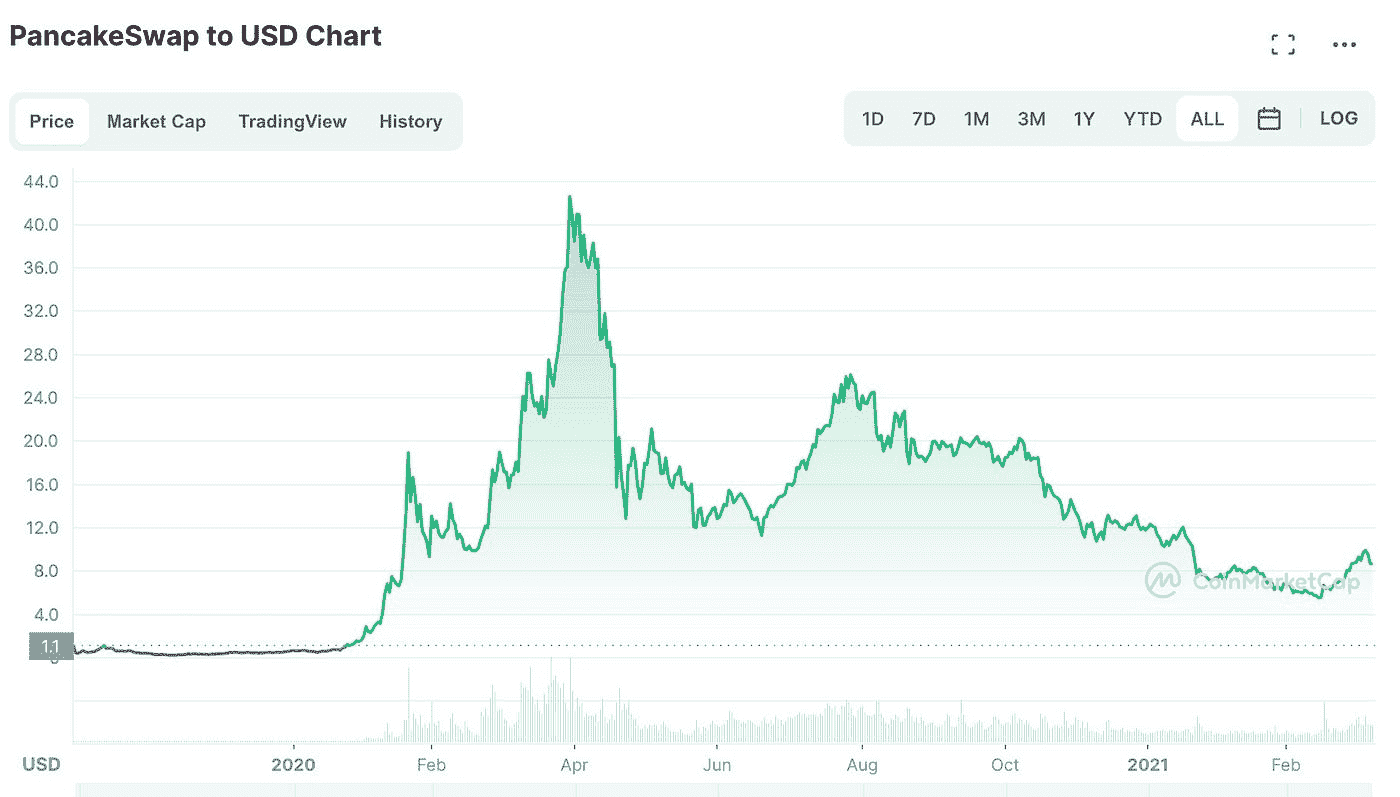 PancakeSwap to USD Chart
Price Market Cap TradingView History
1D 7D 1M 3M 1Y YTD ALL LOG
44.0
40.0
36.0
32.0
28.0
24.0
20.0
16.0
12.0
8.0
CoinMarketCap
4.0
1.1
0
USD 2020 Feb Apr Jun Aug Oct 2021 Feb